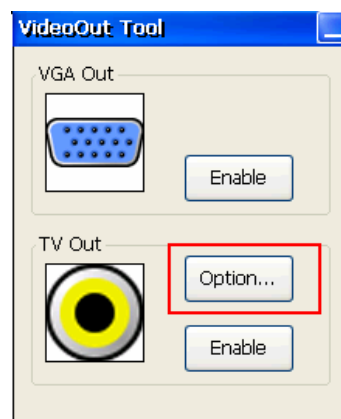 VideoOut Tool
VGA Out
Enable
TV Out
Option...
Enable